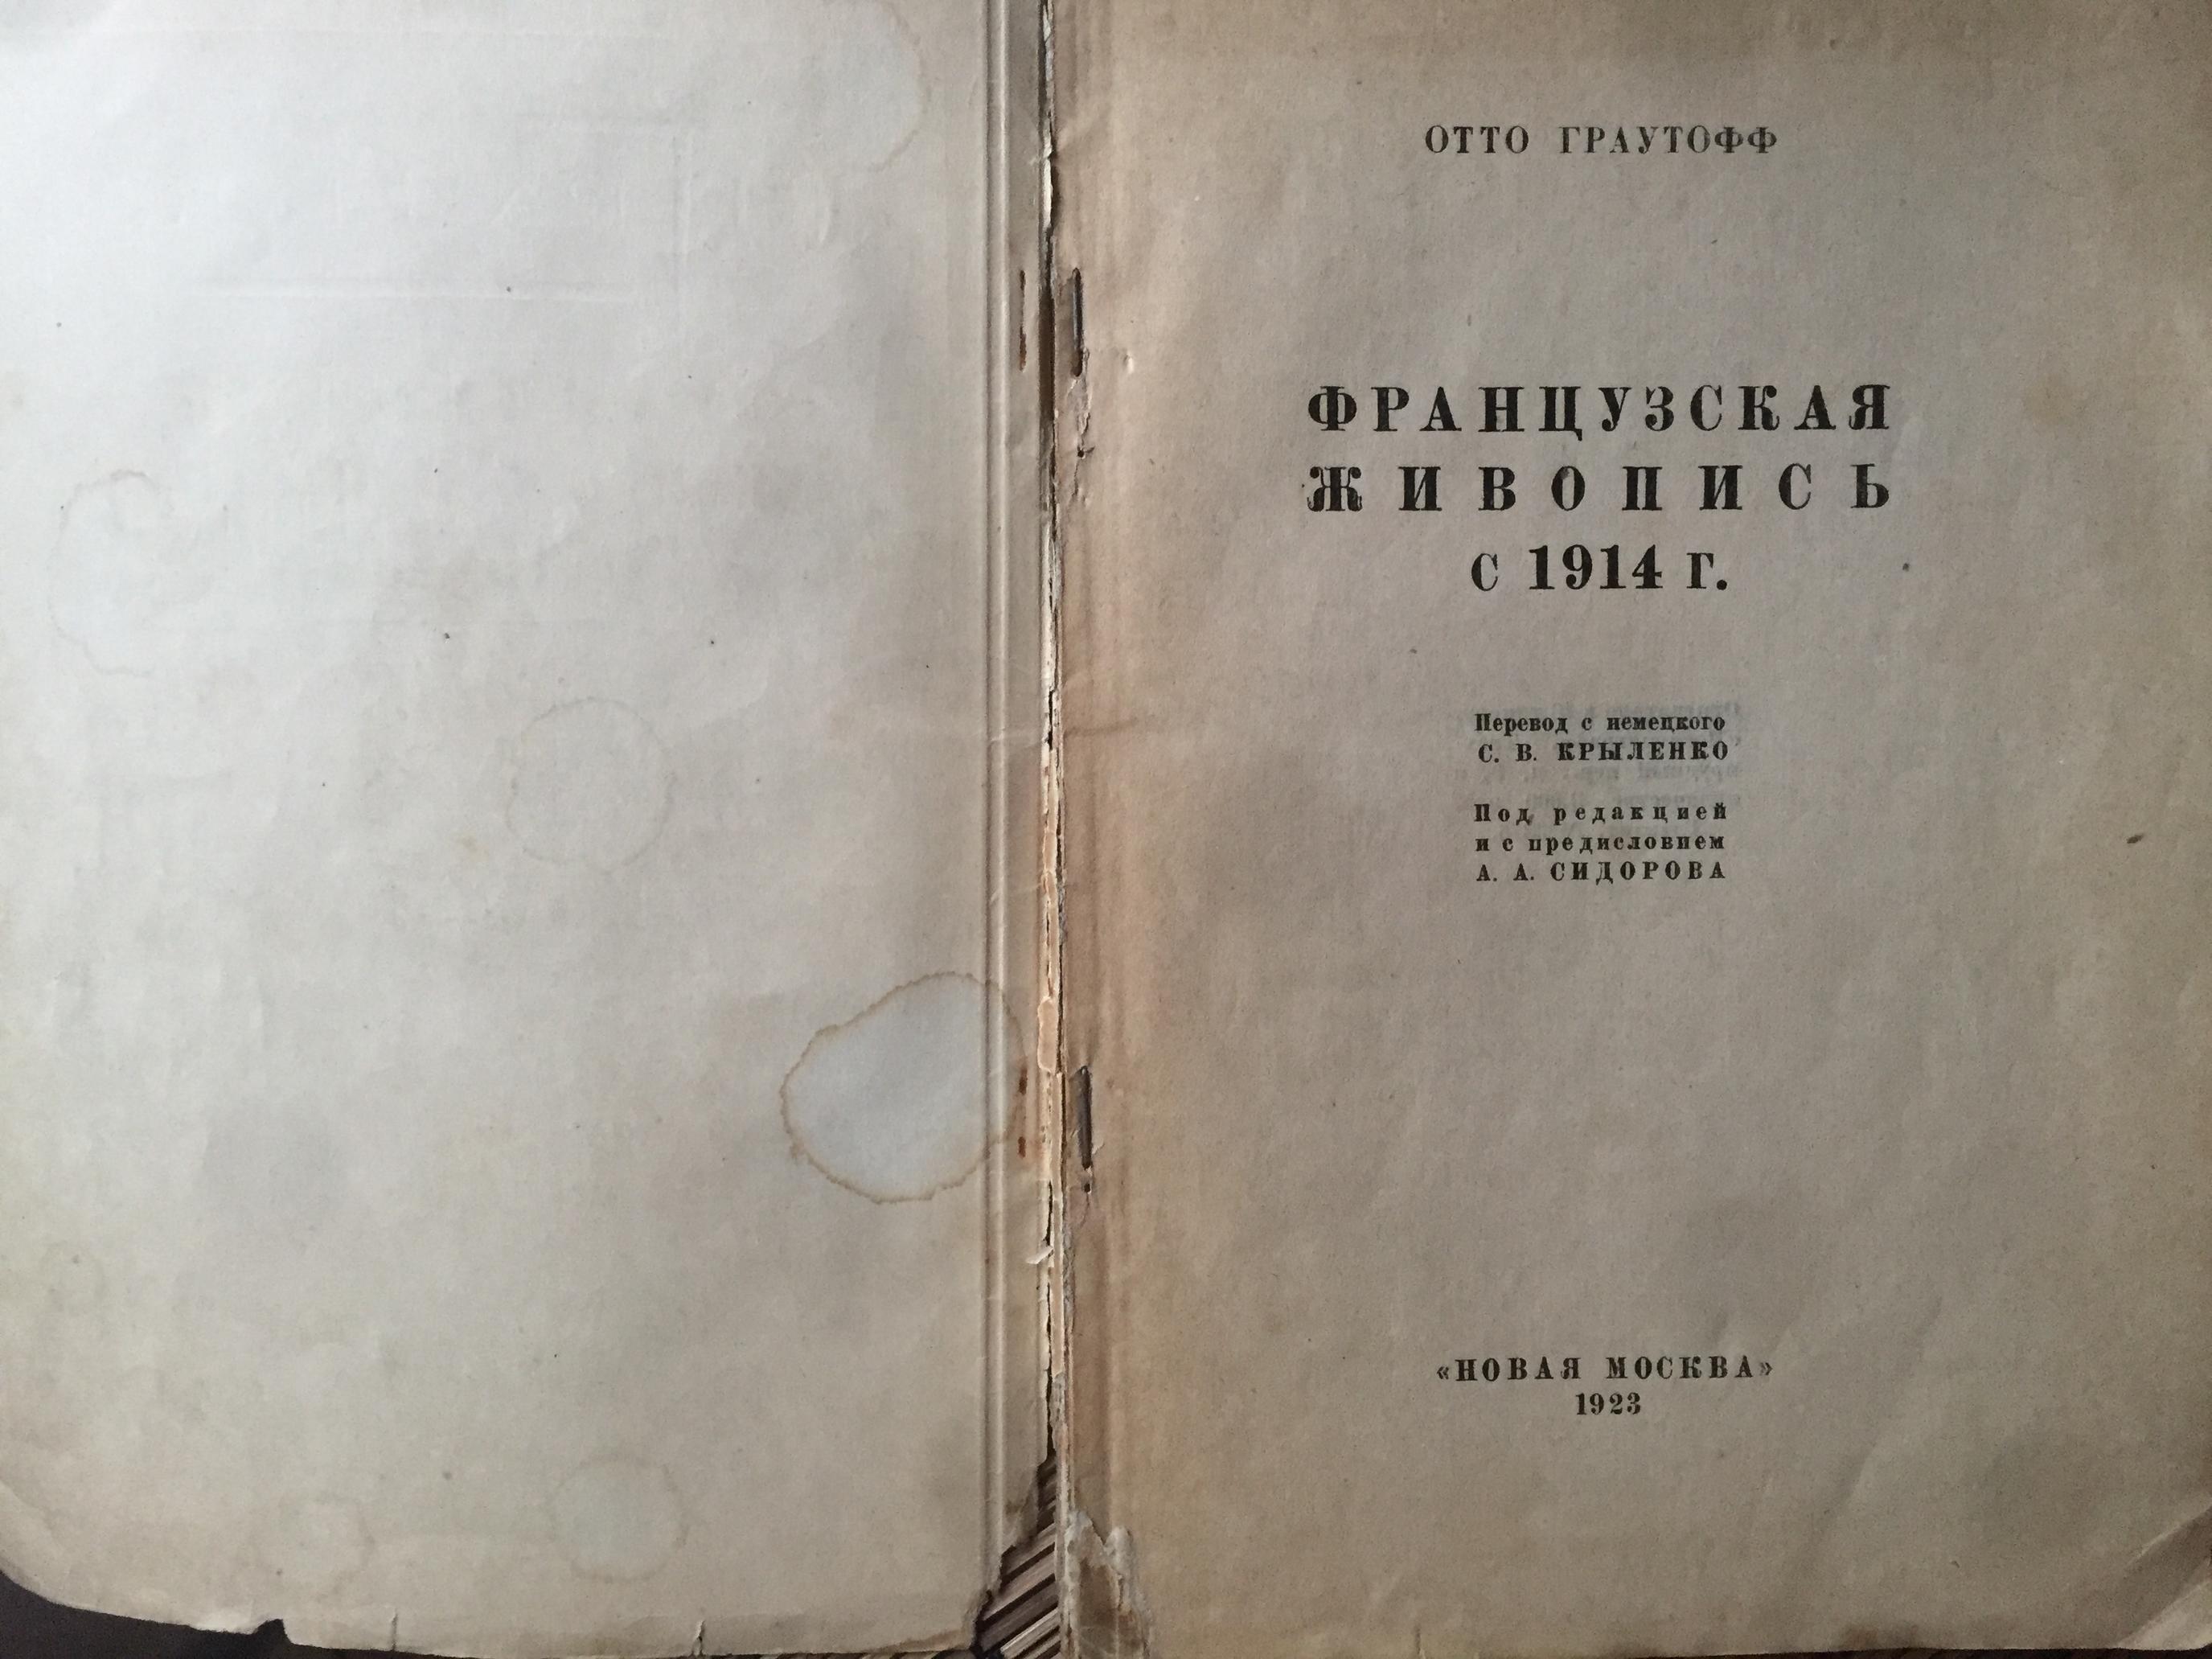 ОТТО ГРАУТОФФ
ФРАНЦУЗСКАЯ
ЖИВОПИСЬ
с 1914 г.
Перевод с немецкого
С. В. КРЫЛЕНКО
Под редакцией
и с предисловием
А. А. СИДОРОВА
«НОВАЯ МОСКВА»
1923